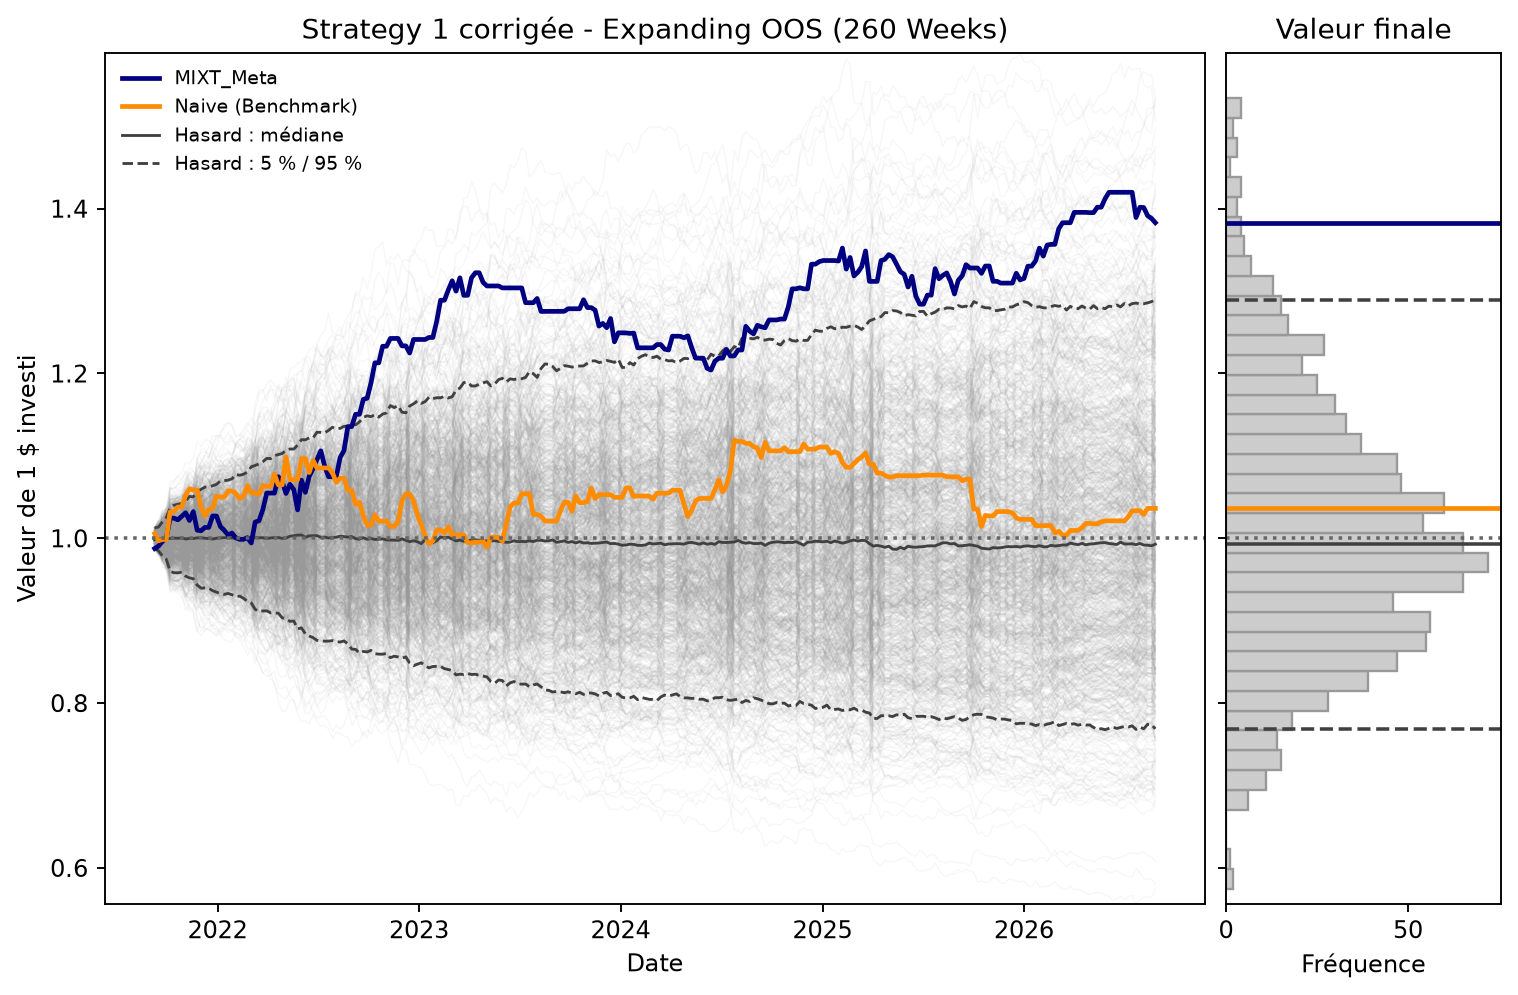 Strategy 1 corrigée - Expanding OOS (260 Weeks)
Valeur finale
MIXT_Meta
Naive (Benchmark)
Hasard : médiane
Hasard : 5 % / 95 %
Valeur de 1 $ investi
1.4
1.2
1.0
0.8
0.6
2022
2023
2024
2025
2026
Date
0
50
Fréquence